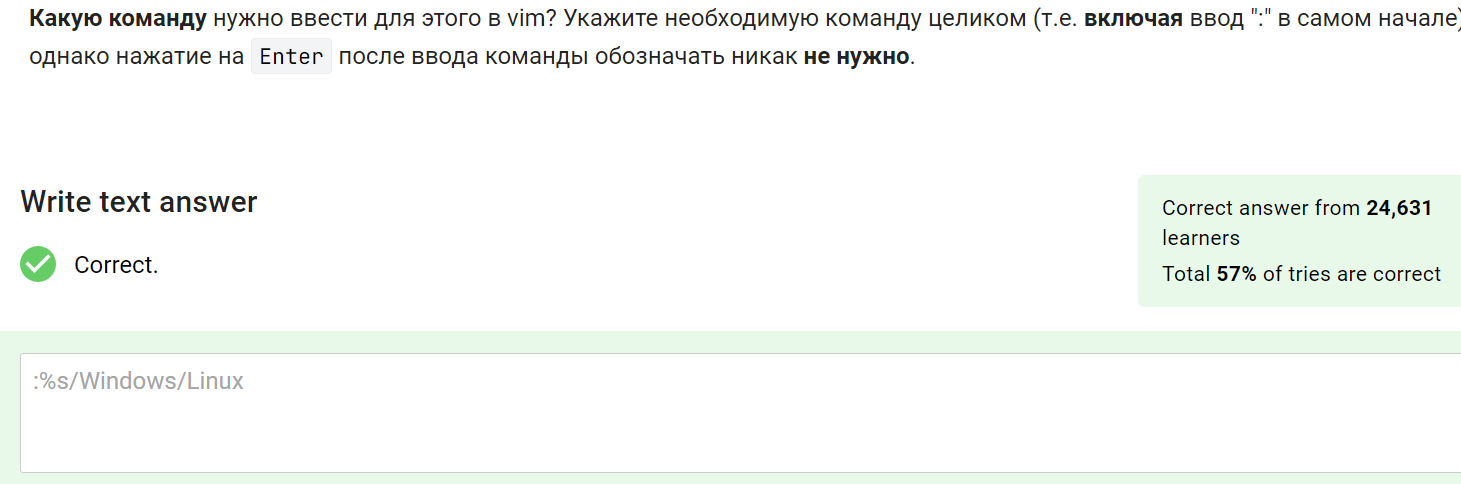 Какую команду нужно ввести для этого в vim? Укажите необходимую команду целиком (т.е. включая ввод ":" в самом начале)
однако нажатие на Enter после ввода команды обозначать никак не нужно.
Write text answer
Correct.
Correct answer from 24,631
learners
Total 57% of tries are correct
:%s/Windows/Linux